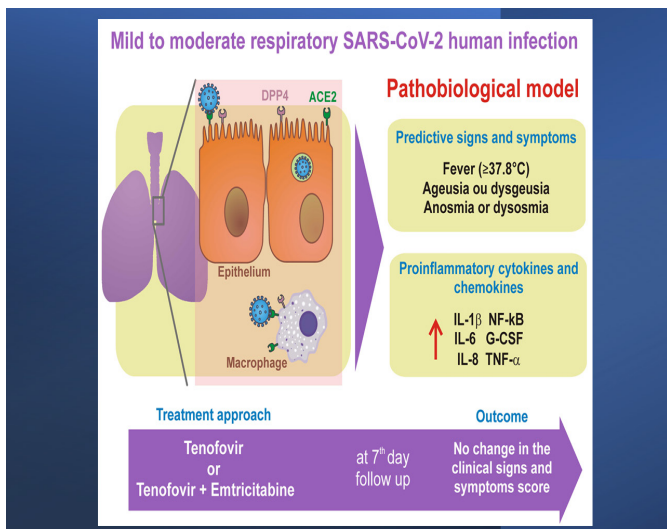 Mild to moderate respiratory SARS-CoV-2 human infection
DPP4
ACE2
Epithelium
Macrophage
Pathobiological model
Predictive signs and symptoms
Fever (≥37.8°C)
Ageusia ou dysgeusia
Anosmia or dysosmia
Proinflammatory cytokines and
chemokines
IL-1β NF-kB
IL-6 G-CSF
IL-8 TNF-α
Treatment approach
Tenofovir
or
Tenofovir + Emtricitabine
at 7th day
follow up
Outcome
No change in the
clinical signs and
symptoms score